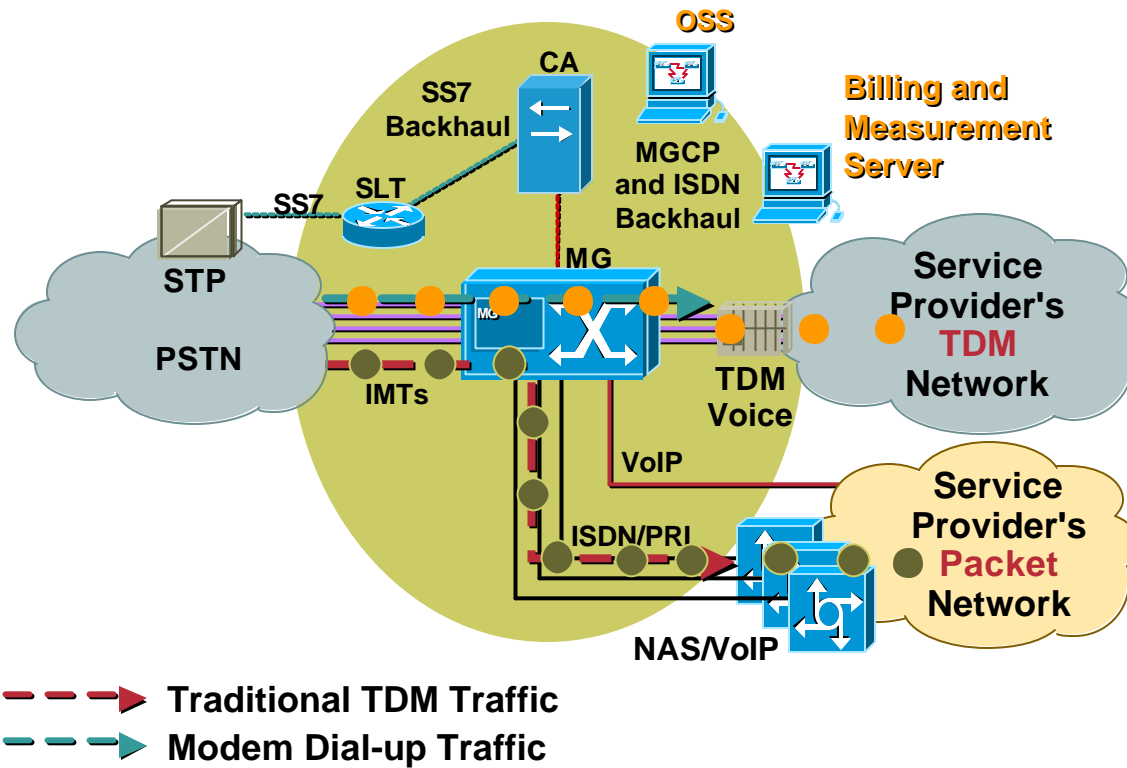 OSS
CA
SS7
Backhaul
Billing and
Measurement
Server
MGCP
and ISDN
Backhaul
SLT
SS7
STP
MG
MG
Service
Provider's
TDM
Network
PSTN
IMTs
TDM
Voice
VoIP
Service
Provider's
Packet
Network
ISDN/PRI
NAS/VoIP
Traditional TDM Traffic
Modem Dial-up Traffic